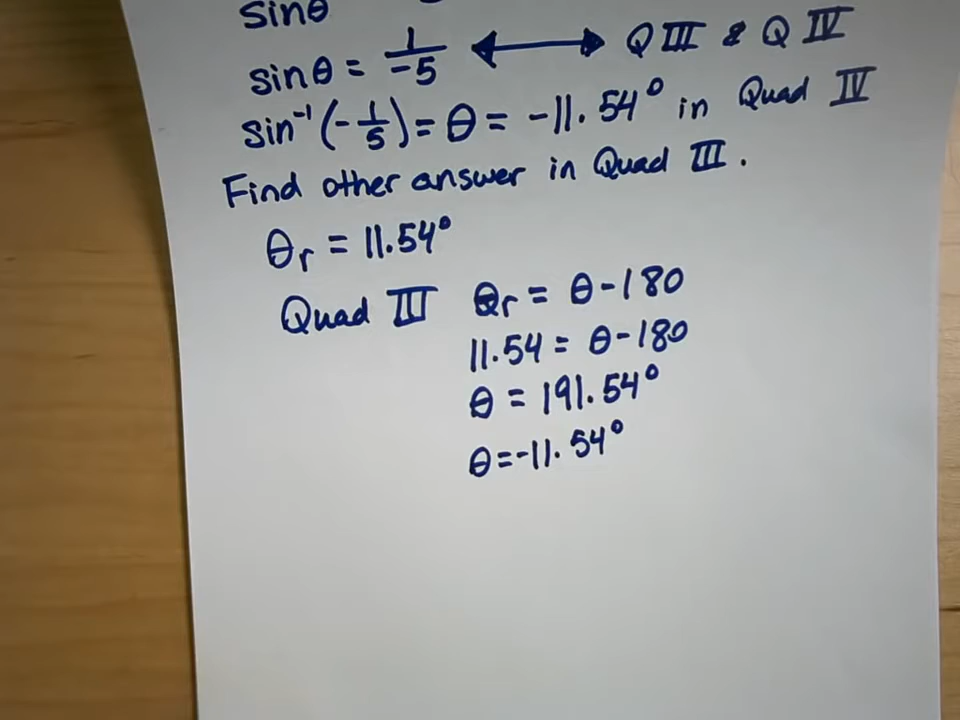 sinθ
sinθ = 1/-5 ↔ Q III & Q IV
sin⁻¹(-1/5) = θ = -11.54° in Quad IV
Find other answer in Quad III.
θr = 11.54°
Quad III θr = θ-180
11.54 = θ-180
θ = 191.54°
θ=-11.54°